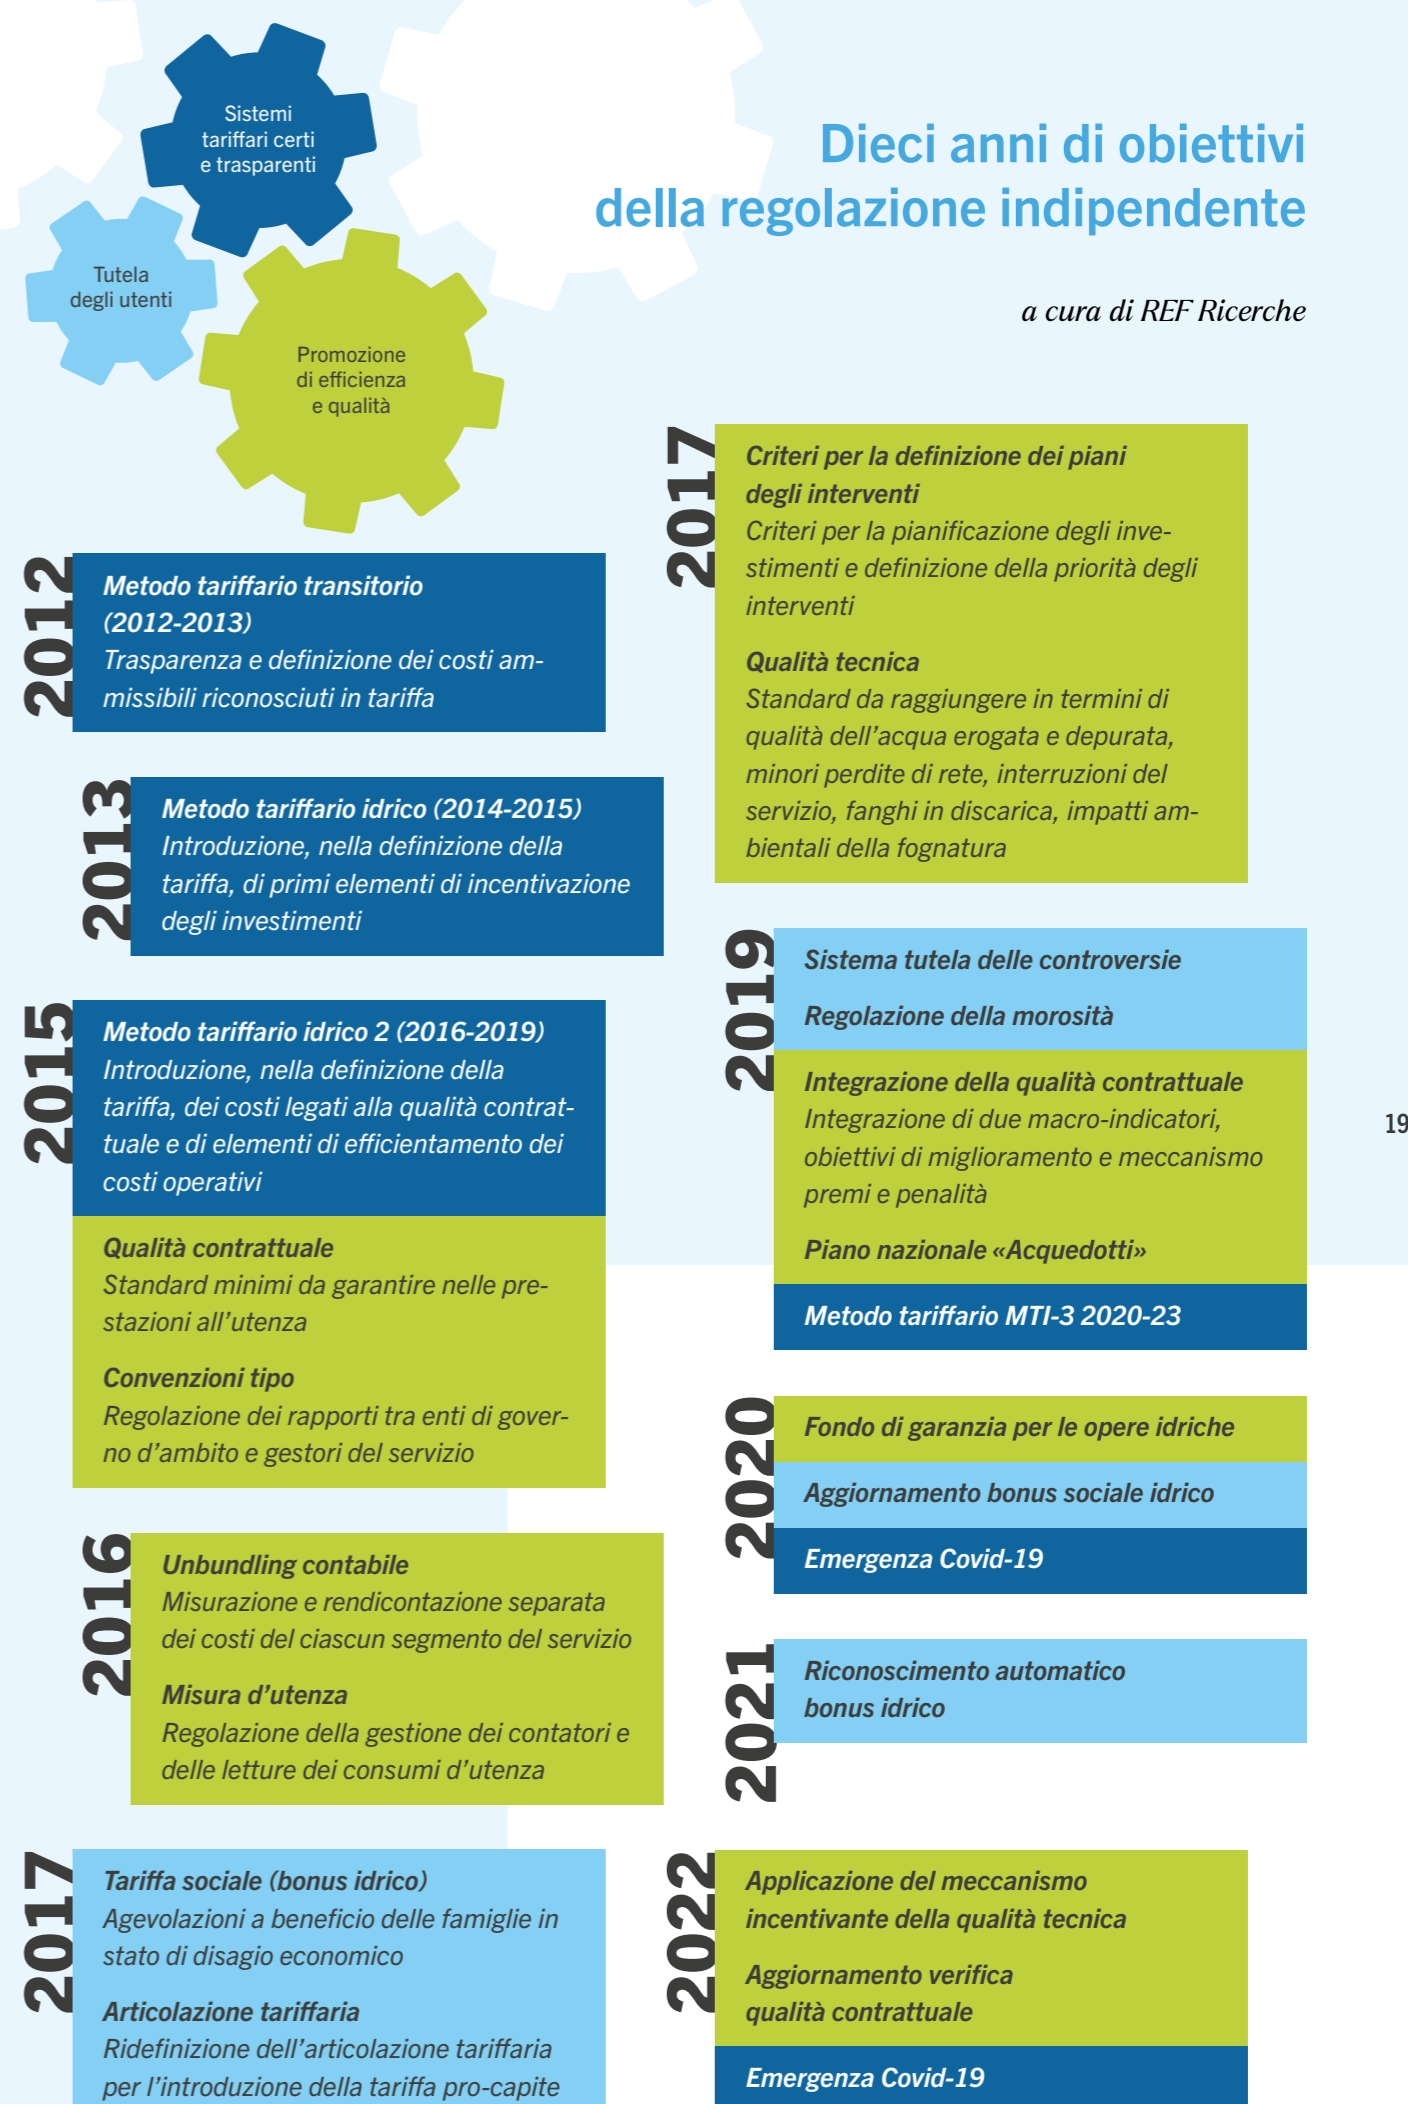 Sistemi
tariffari certi
e trasparenti
Tutela
degli utenti
Promozione
di efficienza
e qualità
Dieci anni di obiettivi
della regolazione indipendente
a cura di REF Ricerche
2012
Metodo tariffario transitorio
(2012-2013)
Trasparenza e definizione dei costi am-
missibili riconosciuti in tariffa
2013
Metodo tariffario idrico (2014-2015)
Introduzione, nella definizione della
tariffa, di primi elementi di incentivazione
degli investimenti
2015
Metodo tariffario idrico 2 (2016-2019)
Introduzione, nella definizione della
tariffa, dei costi legati alla qualità contrat-
tuale e di elementi di efficientamento dei
costi operativi
Qualità contrattuale
Standard minimi da garantire nelle pre-
stazioni all'utenza
Convenzioni tipo
Regolazione dei rapporti tra enti di gover-
no d'ambito e gestori del servizio
2016
Unbundling contabile
Misurazione e rendicontazione separata
dei costi del ciascun segmento del servizio
Misura d'utenza
Regolazione della gestione dei contatori e
delle letture dei consumi d'utenza
2017
Tariffa sociale (bonus idrico)
Agevolazioni a beneficio delle famiglie in
stato di disagio economico
Articolazione tariffaria
Ridefinizione dell'articolazione tariffaria
per l'introduzione della tariffa pro-capite
2017
Criteri per la definizione dei piani
degli interventi
Criteri per la pianificazione degli inve-
stimenti e definizione della priorità degli
interventi
Qualità tecnica
Standard da raggiungere in termini di
qualità dell'acqua erogata e depurata,
minori perdite di rete, interruzioni del
servizio, fanghi in discarica, impatti am-
bientali della fognatura
2019
Sistema tutela delle controversie
Regolazione della morosità
Integrazione della qualità contrattuale
Integrazione di due macro-indicatori,
obiettivi di miglioramento e meccanismo
premi e penalità
Piano nazionale «Acquedotti»
Metodo tariffario MTI-3 2020-23
2020
Fondo di garanzia per le opere idriche
Aggiornamento bonus sociale idrico
Emergenza Covid-19
2021
Riconoscimento automatico
bonus idrico
2022
Applicazione del meccanismo
incentivante della qualità tecnica
Aggiornamento verifica
qualità contrattuale
Emergenza Covid-19
19